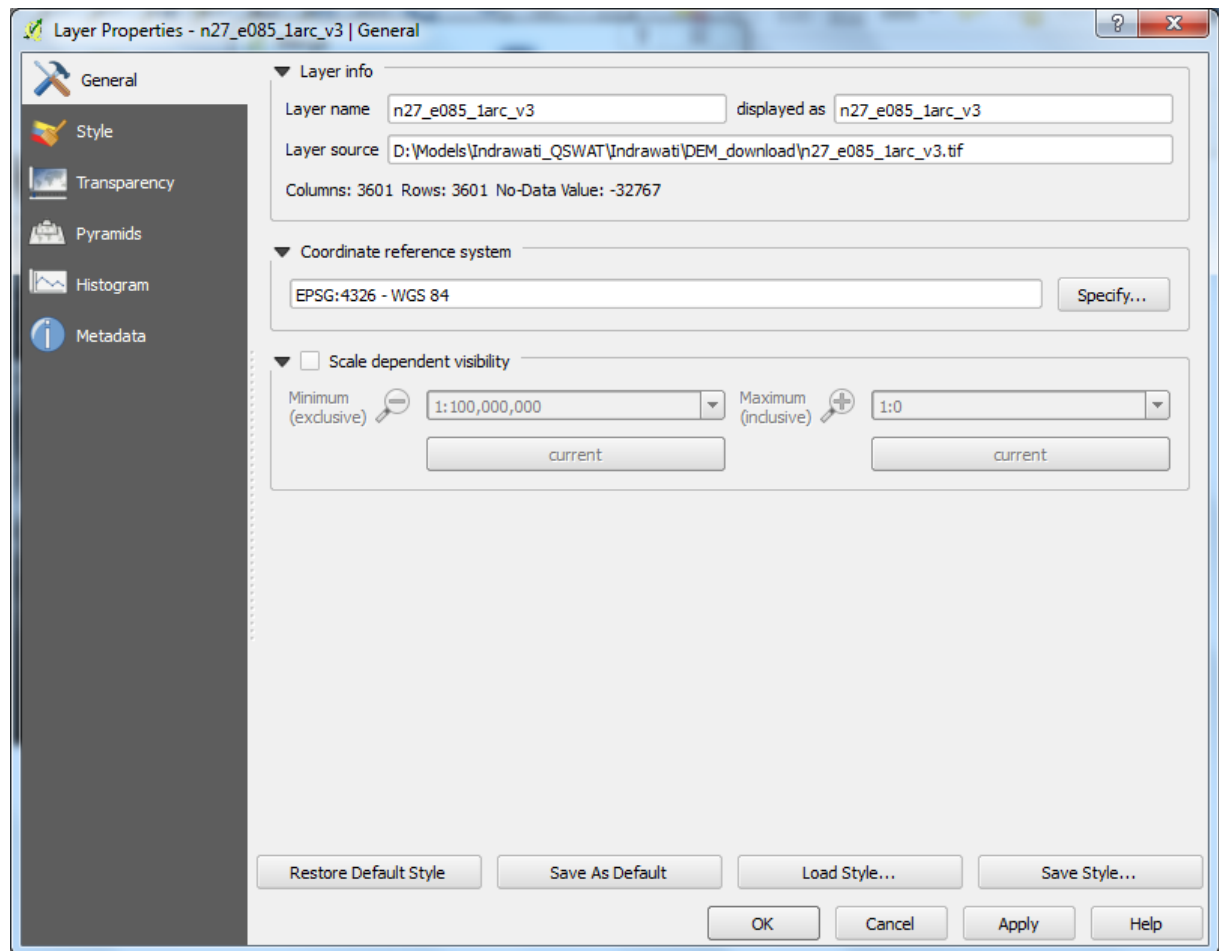 Layer Properties - n27_e085_1arc_v3 | General
General
Style
Transparency
Pyramids
Histogram
Metadata
Layer info
Layer name n27_e085_1arc_v3 displayed as n27_e085_1arc_v3
Layer source D:\Models\Indrawati_QSWAT\Indrawati\DEM_download\n27_e085_1arc_v3.tif
Columns: 3601 Rows: 3601 No-Data Value: -32767
Coordinate reference system
EPSG:4326 - WGS 84 Specify...
Scale dependent visibility
Minimum (exclusive) 1:100,000,000 Maximum (inclusive) 1:0
current current
Restore Default Style Save As Default Load Style... Save Style...
OK Cancel Apply Help